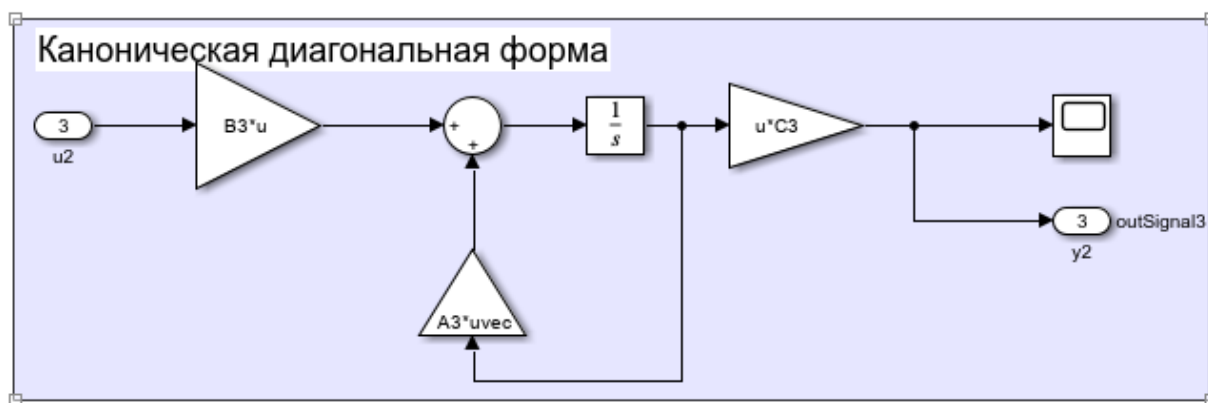 Каноническая диагональная форма
3
u2
B3*u
+
+
1
s
u*C3
A3*uvec
3
outSignal3
y2